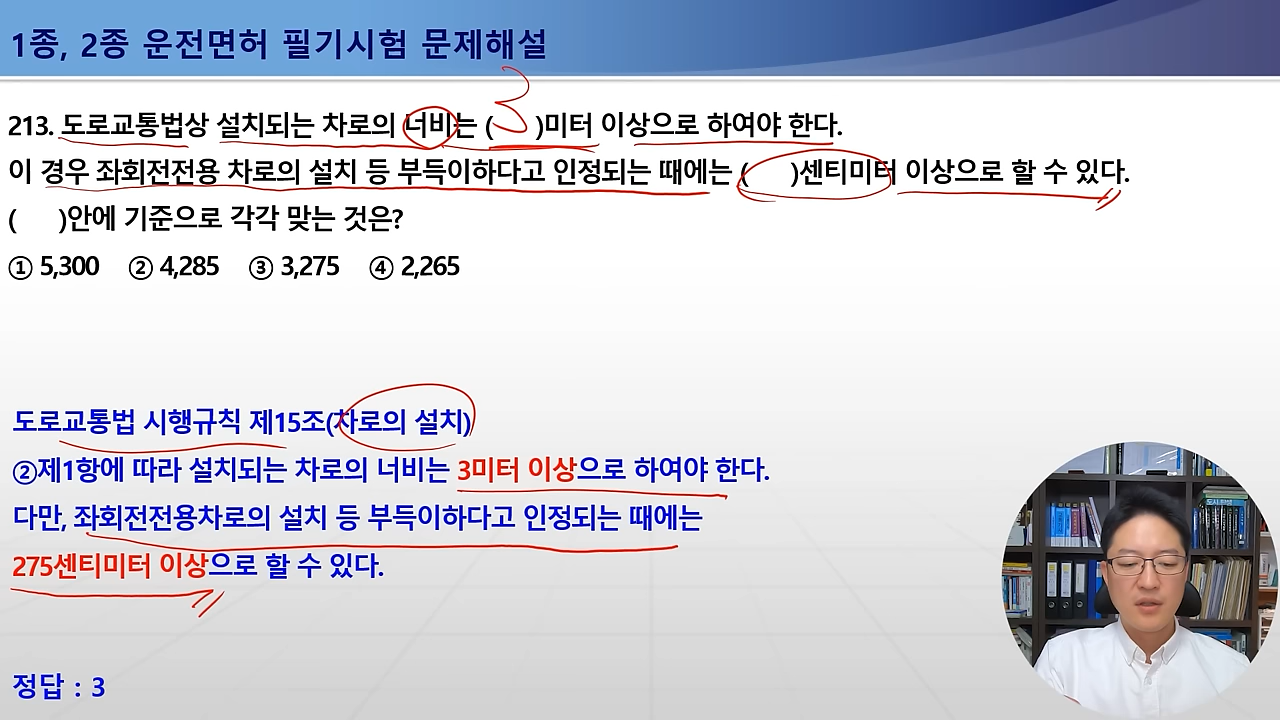 1종, 2종 운전면허 필기시험 문제해설
213. 도로교통법상 설치되는 차로의 너비는 ( 3 )미터 이상으로 하여야 한다.
이 경우 좌회전전용 차로의 설치 등 부득이하다고 인정되는 때에는 ( )센티미터 이상으로 할 수 있다.
( )안에 기준으로 각각 맞는 것은?
① 5,300 ② 4,285 ③ 3,275 ④ 2,265
도로교통법 시행규칙 제15조(차로의 설치)
②제1항에 따라 설치되는 차로의 너비는 3미터 이상으로 하여야 한다.
다만, 좌회전전용차로의 설치 등 부득이하다고 인정되는 때에는
275센티미터 이상으로 할 수 있다.
정답 : 3